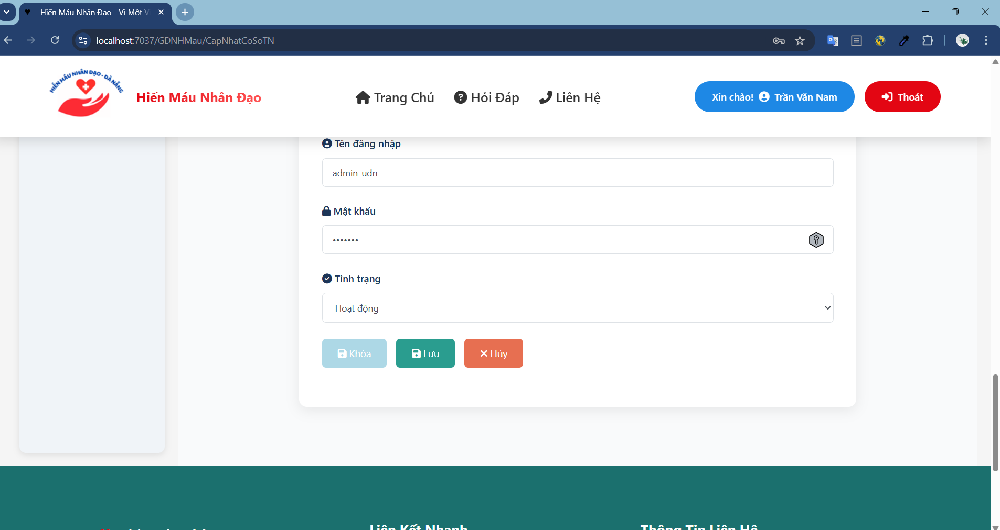 Hiến Máu Nhân Đạo - Vì Một V
localhost:7037/GDNHMau/CapNhatCoSoTN
HIẾN MÁU NHÂN ĐẠO - ĐÀ NẴNG
Hiến Máu Nhân Đạo
Trang Chủ
Hỏi Đáp
Liên Hệ
Xin chào! Trần Văn Nam
Thoát
Tên đăng nhập
admin_udn
Mật khẩu
•••••••
Tình trạng
Hoạt động
Khóa
Lưu
Hủy
Liên Kết Nhanh
Thông Tin Liên Hệ